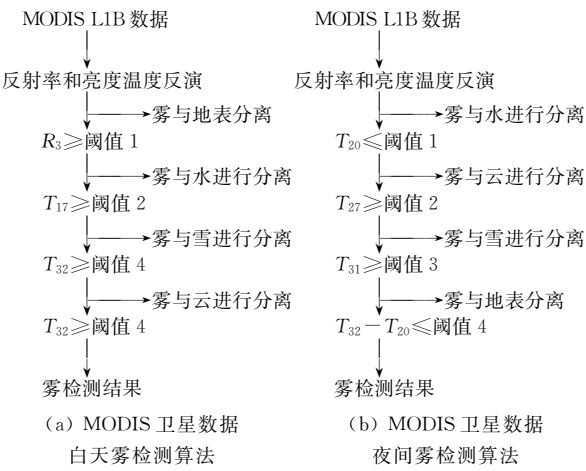 MODIS L1B 数据
反射率和亮度温度反演
雾与地表分离
R₃≥阈值 1
雾与水进行分离
T₁₇≥阈值 2
雾与雪进行分离
T₃₂≥阈值 4
雾与云进行分离
T₃₂≥阈值 4
雾检测结果
(a) MODIS 卫星数据
白天雾检测算法
MODIS L1B 数据
反射率和亮度温度反演
雾与水进行分离
T₂₀≤阈值 1
雾与云进行分离
T₂₇≥阈值 2
雾与雪进行分离
T₃₁≥阈值 3
雾与地表分离
T₃₂－T₂₀≤阈值 4
雾检测结果
(b) MODIS 卫星数据
夜间雾检测算法